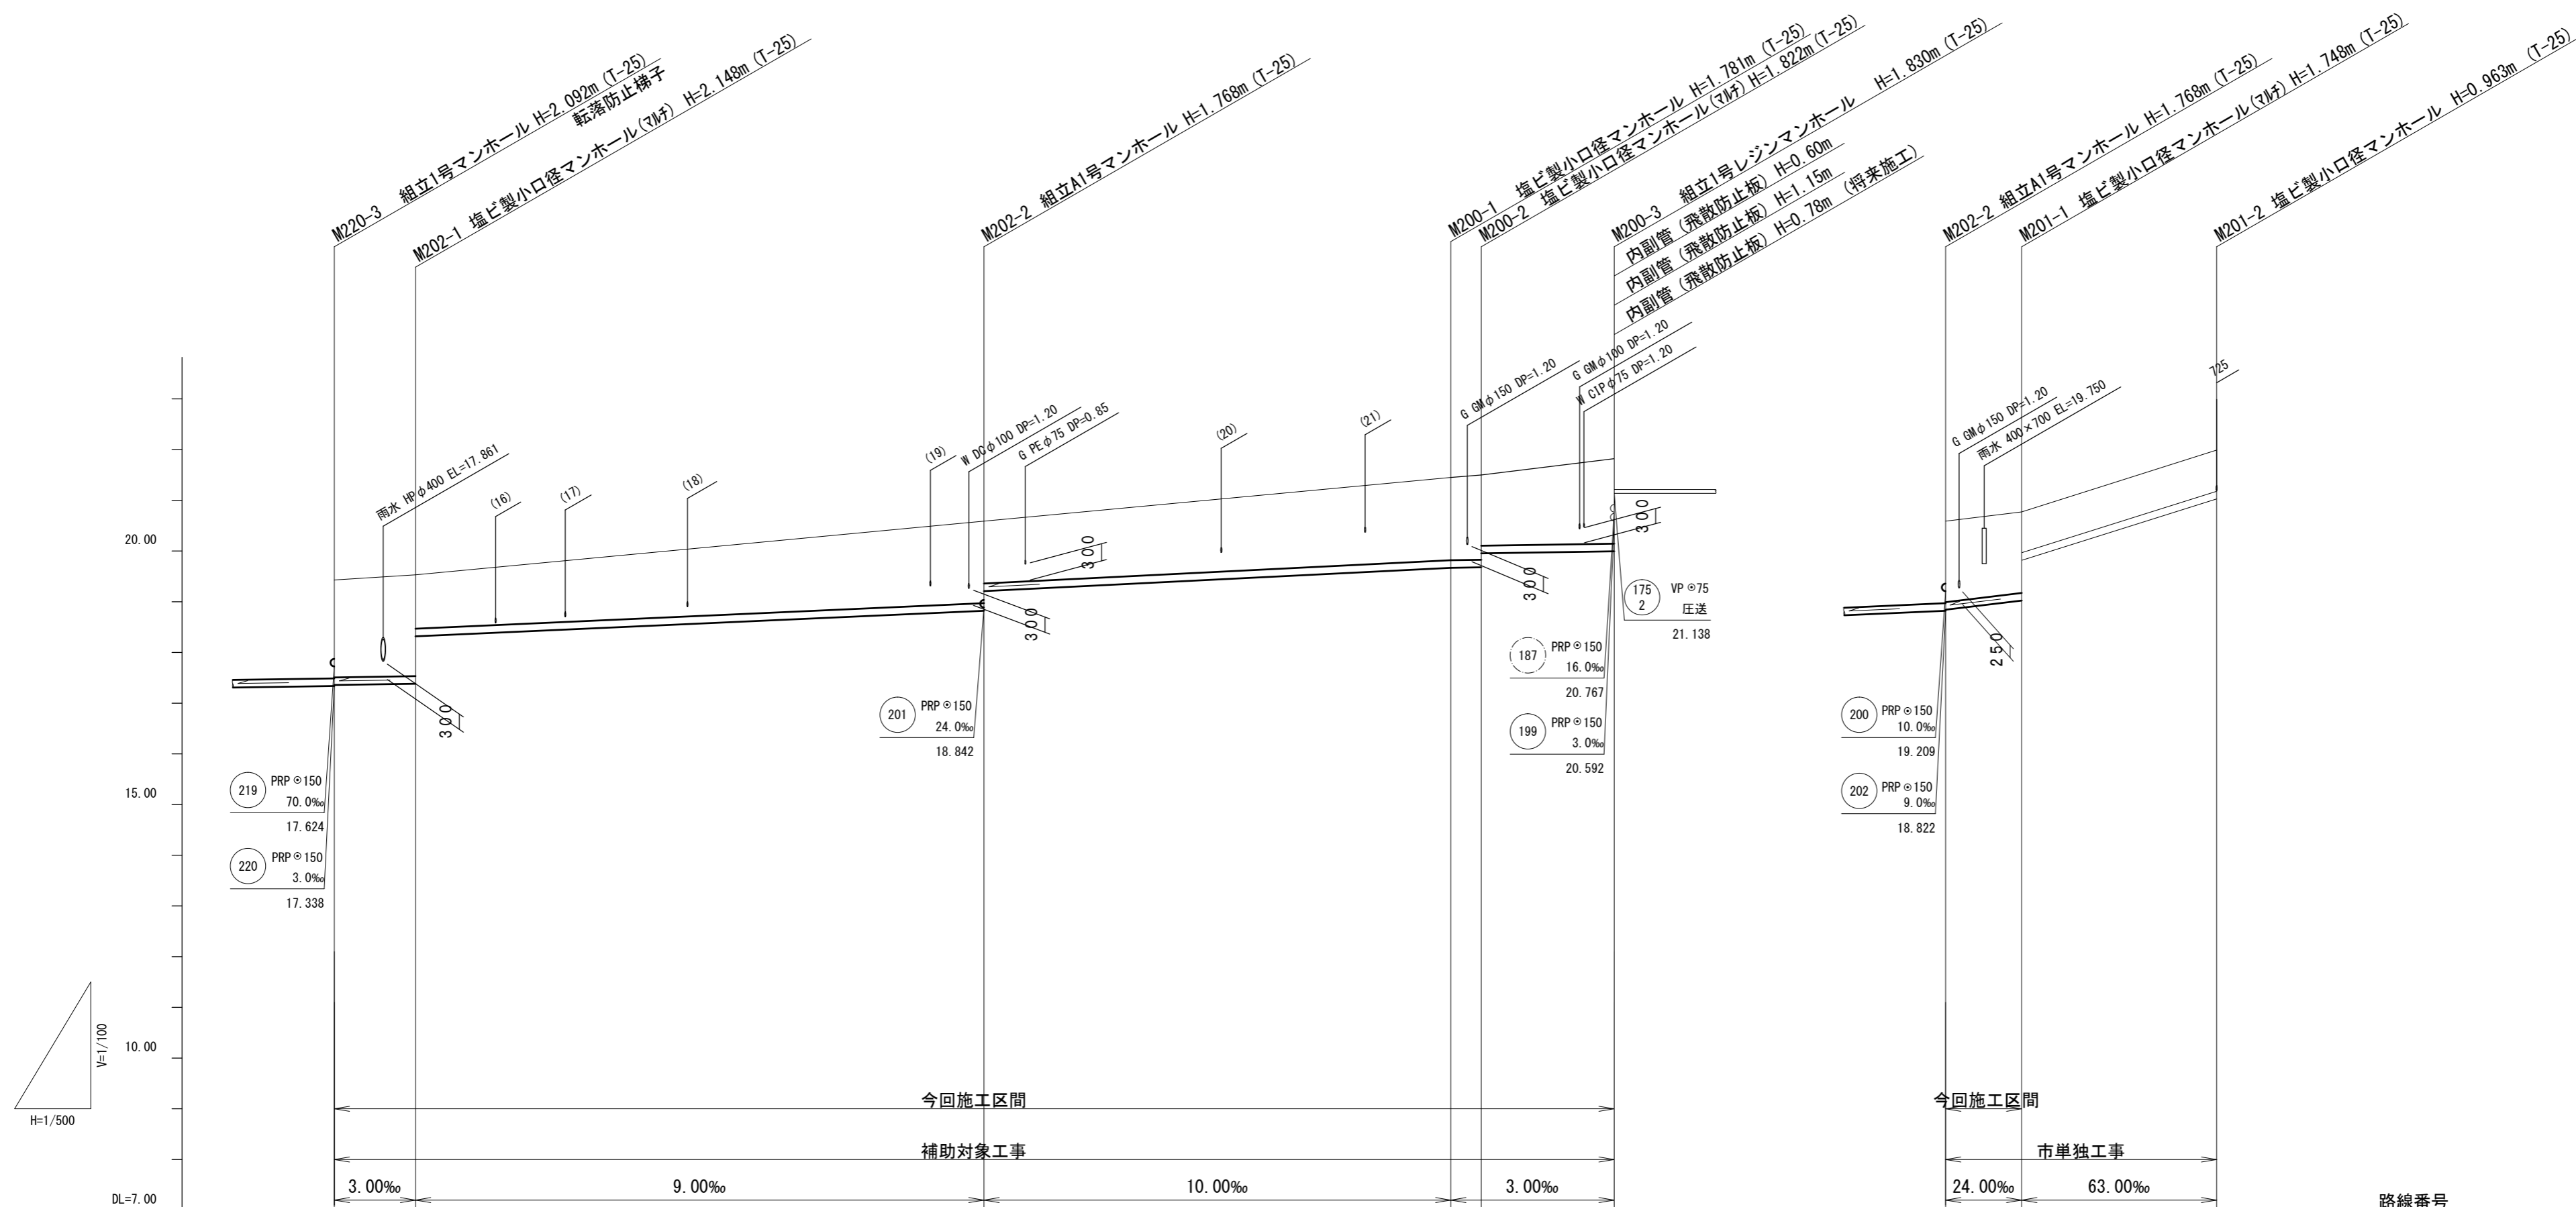 M220-3 組立1号マンホール H=2.092m (T-25)
転落防止梯子
M202-1 塩ビ製小口径マンホール(マルチ) H=2.148m (T-25)
M202-2 組立A1号マンホール H=1.768m (T-25)
M200-1 塩ビ製小口径マンホール H=1.781m (T-25)
M200-2 塩ビ製小口径マンホール(マルチ) H=1.822m (T-25)
M200-3 組立1号レジンマンホール H=1.830m (T-25)
内副管 (飛散防止板) H=0.60m
内副管 (飛散防止板) H=1.15m
内副管 (飛散防止板) H=0.78m (将来施工)
M202-2 組立A1号マンホール H=1.768m (T-25)
M201-1 塩ビ製小口径マンホール(マルチ) H=1.748m (T-25)
M201-2 塩ビ製小口径マンホール H=0.963m (T-25)
雨水 HPφ400 EL=17.861
(16)
(17)
(18)
(19)
W DCφ100 DP=1.20
G PEφ75 DP=0.85
(20)
(21)
G GMφ150 DP=1.20
G GMφ100 DP=1.20
W CIPφ75 DP=1.20
G GMφ150 DP=1.20
雨水 400×700 EL=19.750
725
20.00
15.00
10.00
DL=7.00
300
300
300
300
300
250
175
2
VP⊙75
圧送
21.138
187
PRP⊙150
16.0‰
20.767
199
PRP⊙150
3.0‰
20.592
201
PRP⊙150
24.0‰
18.842
219
PRP⊙150
70.0‰
17.624
220
PRP⊙150
3.0‰
17.338
200
PRP⊙150
10.0‰
19.209
202
PRP⊙150
9.0‰
18.822
V=1/100
H=1/500
今回施工区間
今回施工区間
補助対象工事
市単独工事
3.00‰
9.00‰
10.00‰
3.00‰
24.00‰
63.00‰
路線番号